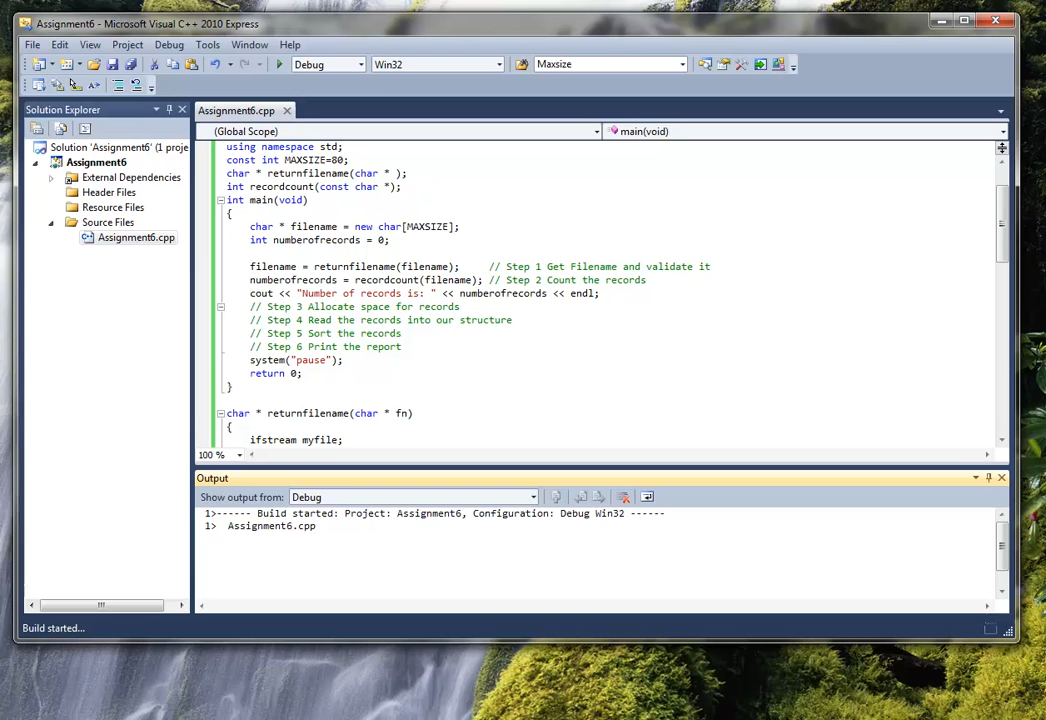 Assignment6 - Microsoft Visual C++ 2010 Express
File Edit View Project Debug Tools Window Help
Debug Win32 Maxsize
Solution Explorer
Assignment6.cpp
(Global Scope) main(void)
Solution 'Assignment6' (1 proje
Assignment6
External Dependencies
Header Files
Resource Files
Source Files
Assignment6.cpp
using namespace std;
const int MAXSIZE=80;
char * returnfilename(char * );
int recordcount(const char *);
int main(void)
{
char * filename = new char[MAXSIZE];
int numberofrecords = 0;
filename = returnfilename(filename); // Step 1 Get Filename and validate it
numberofrecords = recordcount(filename); // Step 2 Count the records
cout << "Number of records is: " << numberofrecords << endl;
// Step 3 Allocate space for records
// Step 4 Read the records into our structure
// Step 5 Sort the records
// Step 6 Print the report
system("pause");
return 0;
}
char * returnfilename(char * fn)
{
ifstream myfile;
100 %
Output
Show output from: Debug
1>------ Build started: Project: Assignment6, Configuration: Debug Win32 ------
1> Assignment6.cpp
Build started...